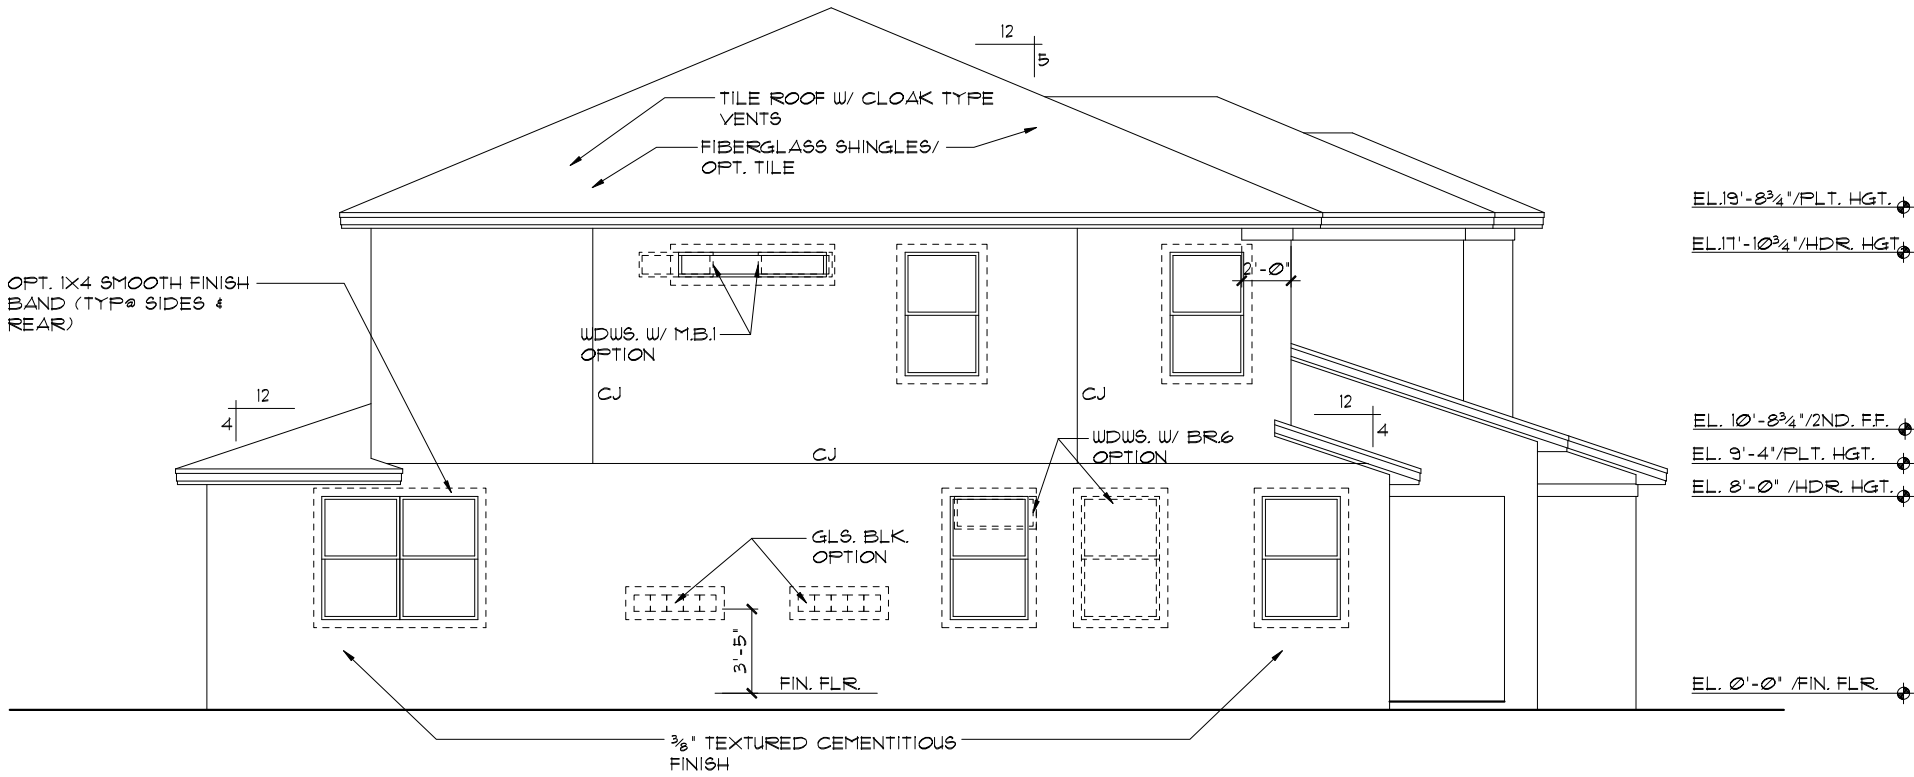 12
5
TILE ROOF W/ CLOAK TYPE
VENTS
FIBERGLASS SHINGLES/
OPT. TILE
EL.19'-8¾"/PLT. HGT.
EL.17'-10¾"/HDR. HGT.
2'-0"
OPT. 1X4 SMOOTH FINISH
BAND (TYP@ SIDES &
REAR)
WDWS. W/ M.B.1
OPTION
CJ
CJ
12
4
12
4
EL. 10'-8¾"/2ND. F.F.
WDWS. W/ BR.6
OPTION
CJ
EL. 9'-4"/PLT. HGT.
EL. 8'-0" /HDR. HGT.
GLS. BLK.
OPTION
3'-5"
FIN. FLR.
EL. 0'-0" /FIN. FLR.
⅜" TEXTURED CEMENTITIOUS
FINISH